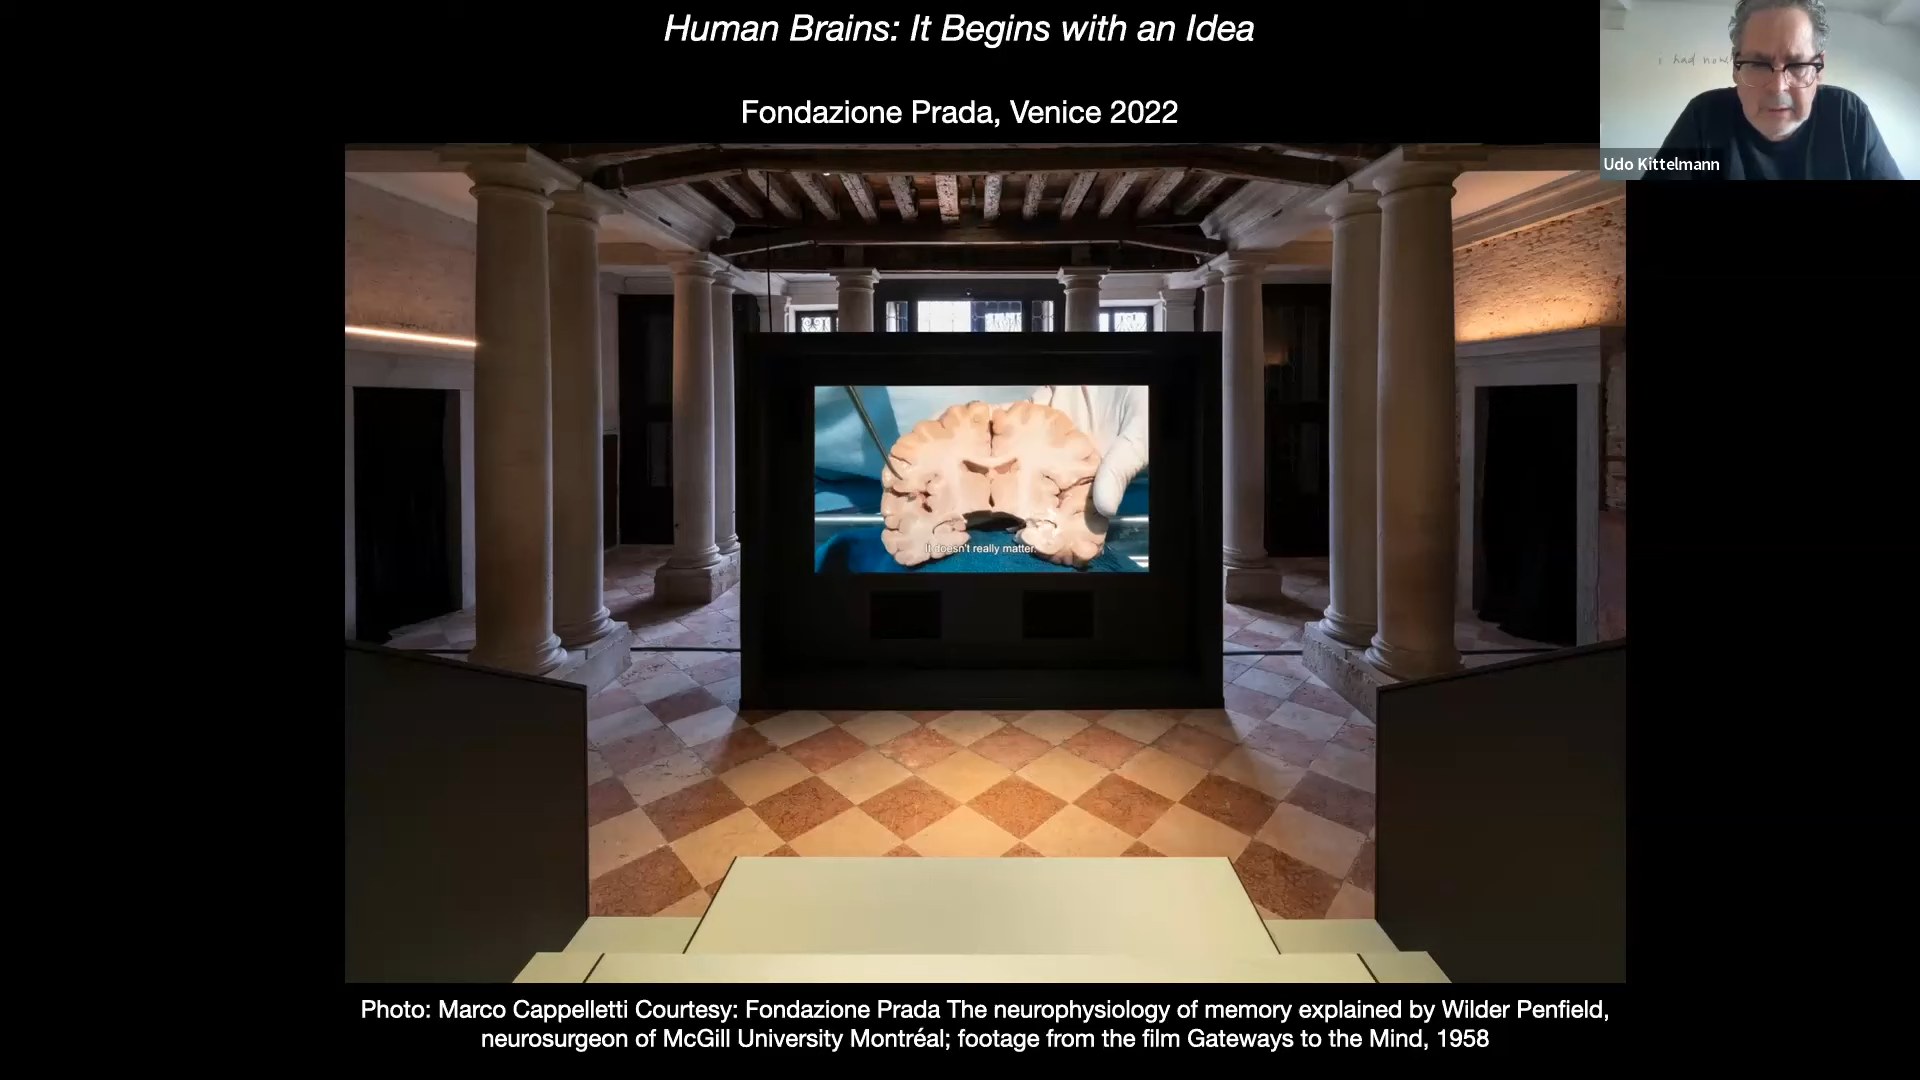 Human Brains: It Begins with an Idea
Fondazione Prada, Venice 2022
i had now
Udo Kittelmann
It doesn't really matter.
Photo: Marco Cappelletti Courtesy: Fondazione Prada The neurophysiology of memory explained by Wilder Penfield,
neurosurgeon of McGill University Montréal; footage from the film Gateways to the Mind, 1958